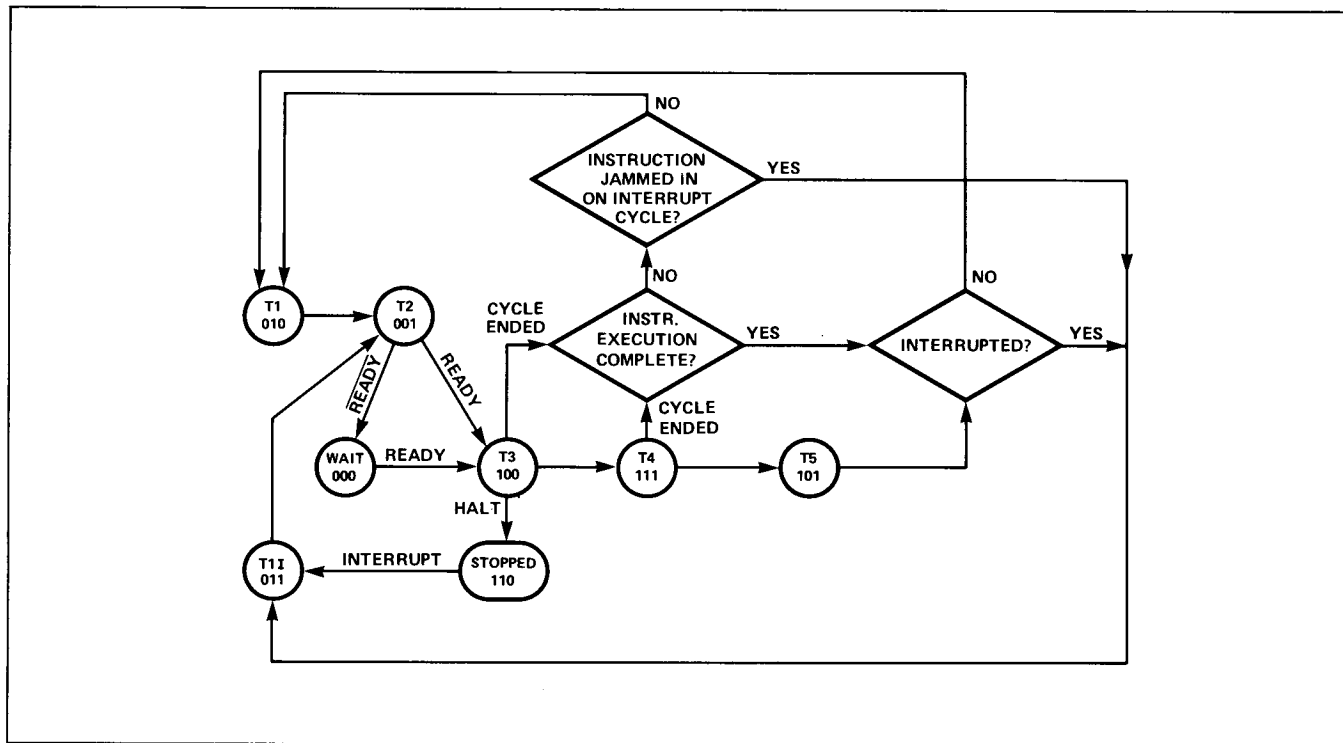 NO
INSTRUCTION
JAMMED IN
ON INTERRUPT
CYCLE?
YES
NO
NO
T1
010
T2
001
CYCLE
ENDED
INSTR.
EXECUTION
COMPLETE?
YES
INTERRUPTED?
YES
READY
READY
CYCLE
ENDED
WAIT
000
READY
T3
100
T4
111
T5
101
HALT
T1I
011
INTERRUPT
STOPPED
110